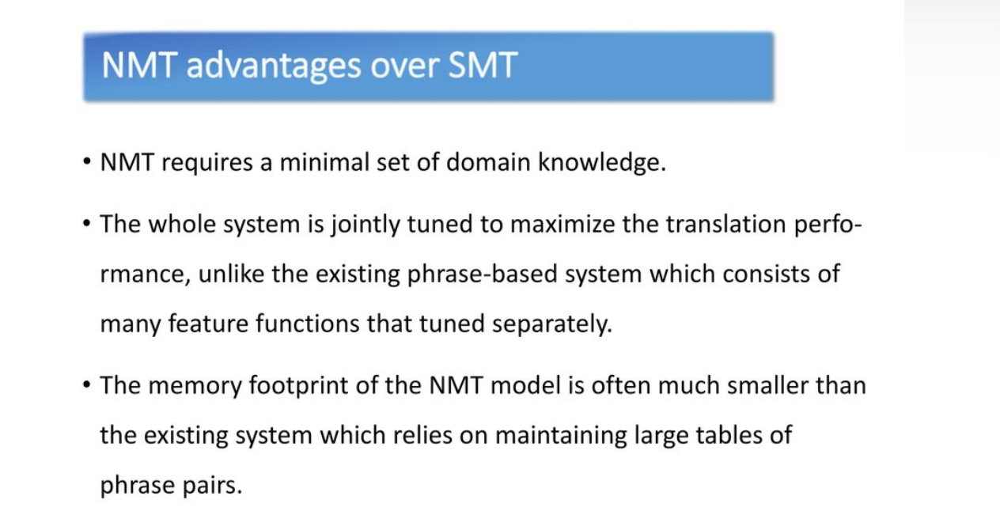 NMT advantages over SMT
• NMT requires a minimal set of domain knowledge.
• The whole system is jointly tuned to maximize the translation perfo-
rmance, unlike the existing phrase-based system which consists of
many feature functions that tuned separately.
• The memory footprint of the NMT model is often much smaller than
the existing system which relies on maintaining large tables of
phrase pairs.